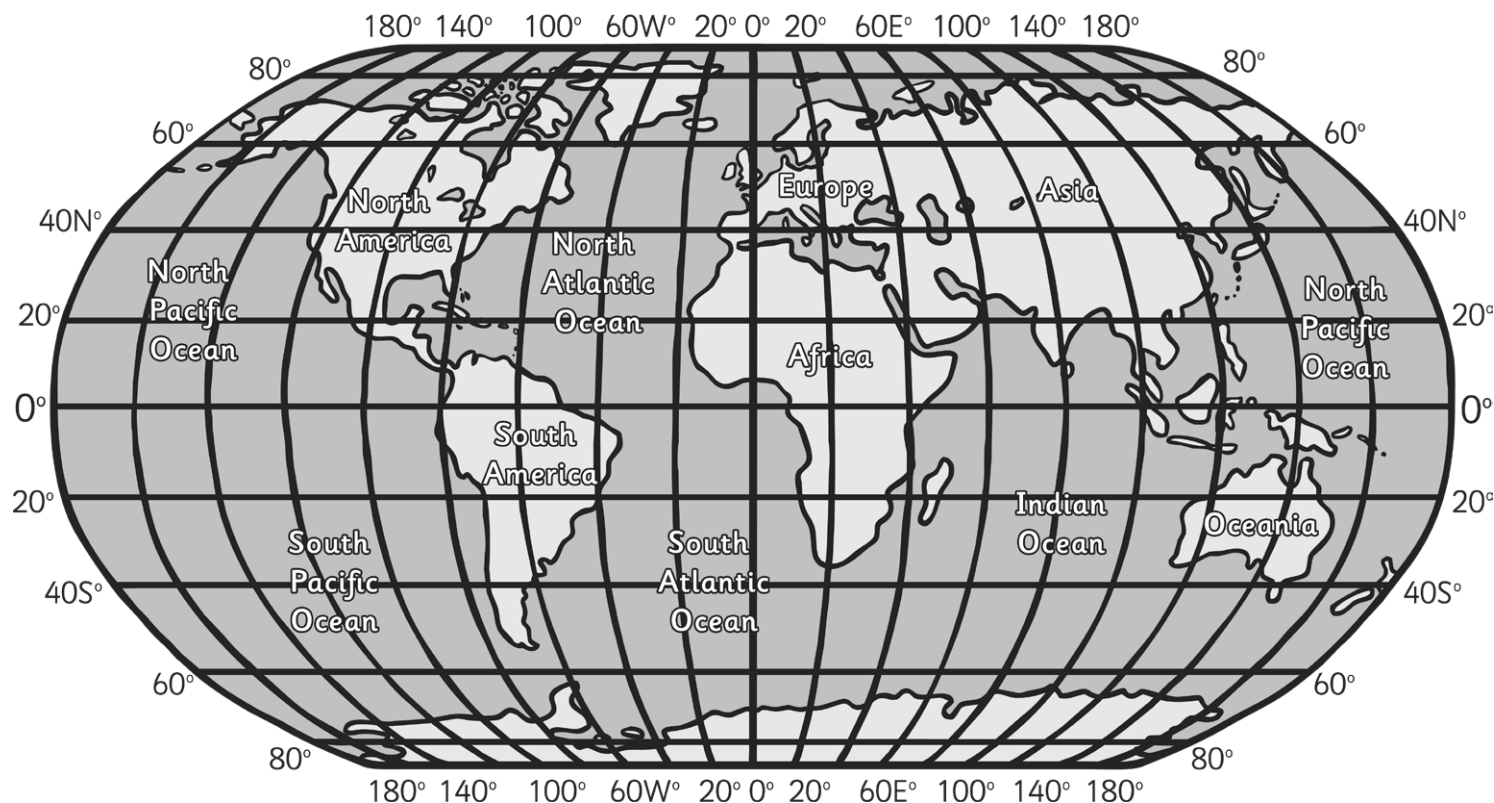 180° 140° 100° 60W° 20° 0° 20° 60E° 100° 140° 180°
80° 80°
60° 60°
40N° 40N°
North
America
Europe
Asia
North
Atlantic
Ocean
North
Pacific
Ocean
North
Pacific
Ocean
20° 20°
Africa
0° 0°
South
America
20° 20°
Indian
Ocean
Oceania
South
Pacific
Ocean
South
Atlantic
Ocean
40S° 40S°
60° 60°
80° 80°
180° 140° 100° 60W° 20° 0° 20° 60E° 100° 140° 180°